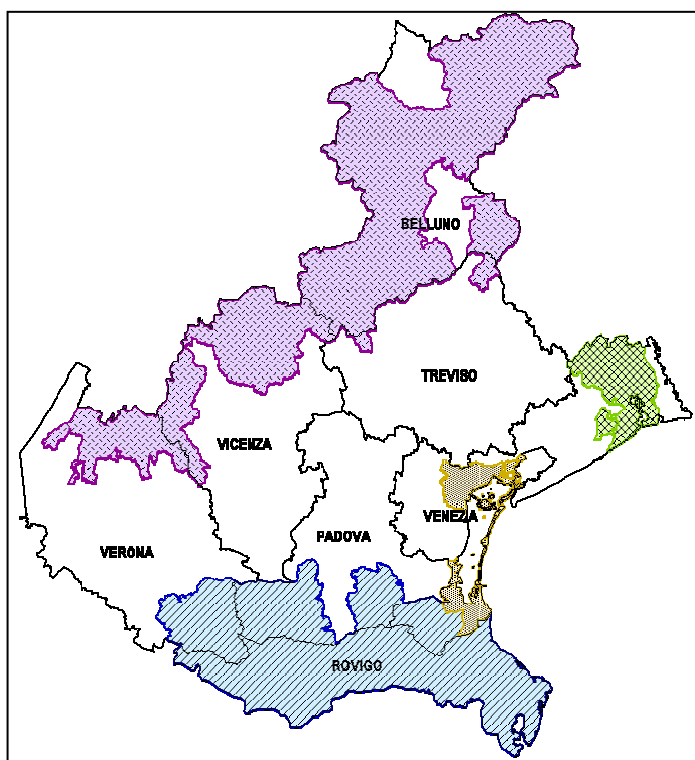 BELLUNO
TREVISO
VICENZA
VENEZIA
PADOVA
VERONA
ROVIGO